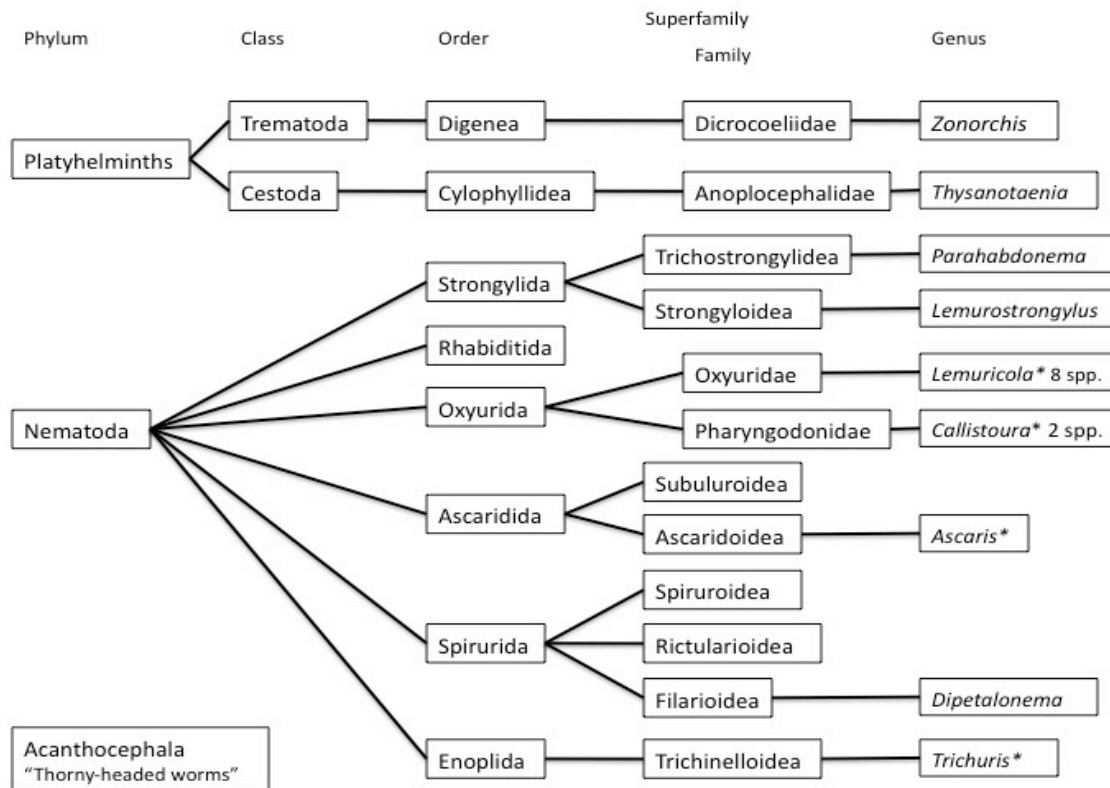 Phylum
Class
Order
Superfamily
Family
Genus
Platyhelminths
Trematoda
Digenea
Dicrocoeliidae
Zonorchis
Cestoda
Cylophyllidea
Anoplocephalidae
Thysanotaenia
Nematoda
Strongylida
Trichostrongylidea
Parahabdonema
Strongyloidea
Lemurostrongylus
Rhabiditida
Oxyurida
Oxyuridae
Lemuricola* 8 spp.
Pharyngodonidae
Callistoura* 2 spp.
Ascaridida
Subuluroidea
Ascaridoidea
Ascaris*
Spirurida
Spiruroidea
Rictularioidea
Filarioidea
Dipetalonema
Enoplida
Trichinelloidea
Trichuris*
Acanthocephala
“Thorny-headed worms”